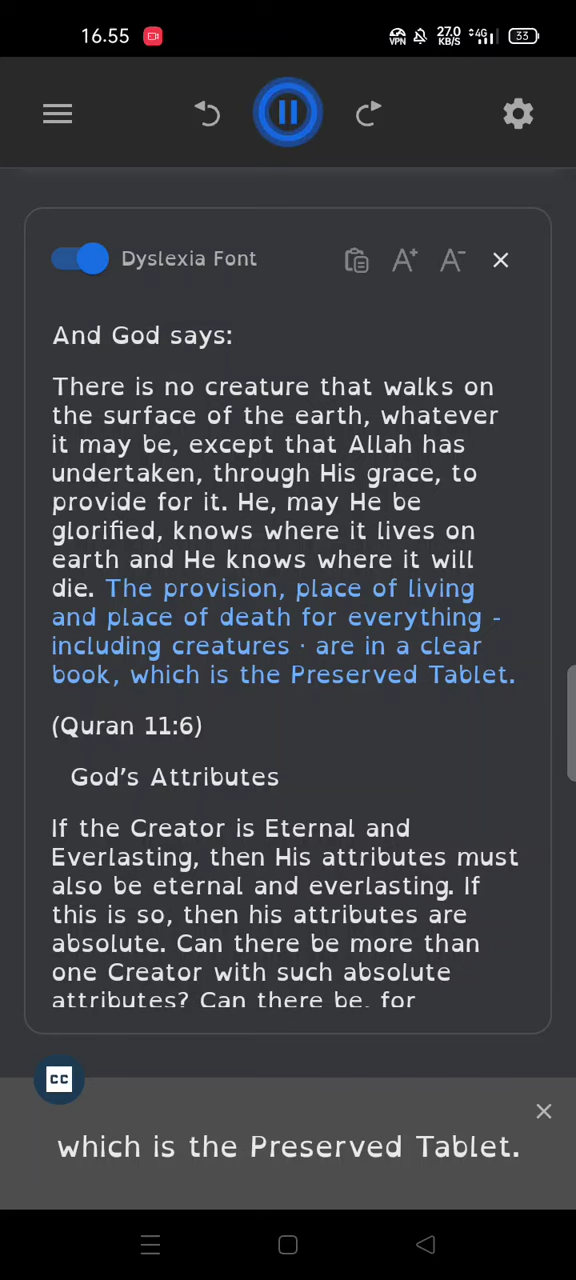 16.55
VPN
27.0
KB/S
4G
33
Dyslexia Font
A+
A-
And God says:
There is no creature that walks on
the surface of the earth, whatever
it may be, except that Allah has
undertaken, through His grace, to
provide for it. He, may He be
glorified, knows where it lives on
earth and He knows where it will
die. The provision, place of living
and place of death for everything -
including creatures · are in a clear
book, which is the Preserved Tablet.
(Quran 11:6)
God’s Attributes
If the Creator is Eternal and
Everlasting, then His attributes must
also be eternal and everlasting. If
this is so, then his attributes are
absolute. Can there be more than
one Creator with such absolute
attributes? Can there be, for
CC
which is the Preserved Tablet.